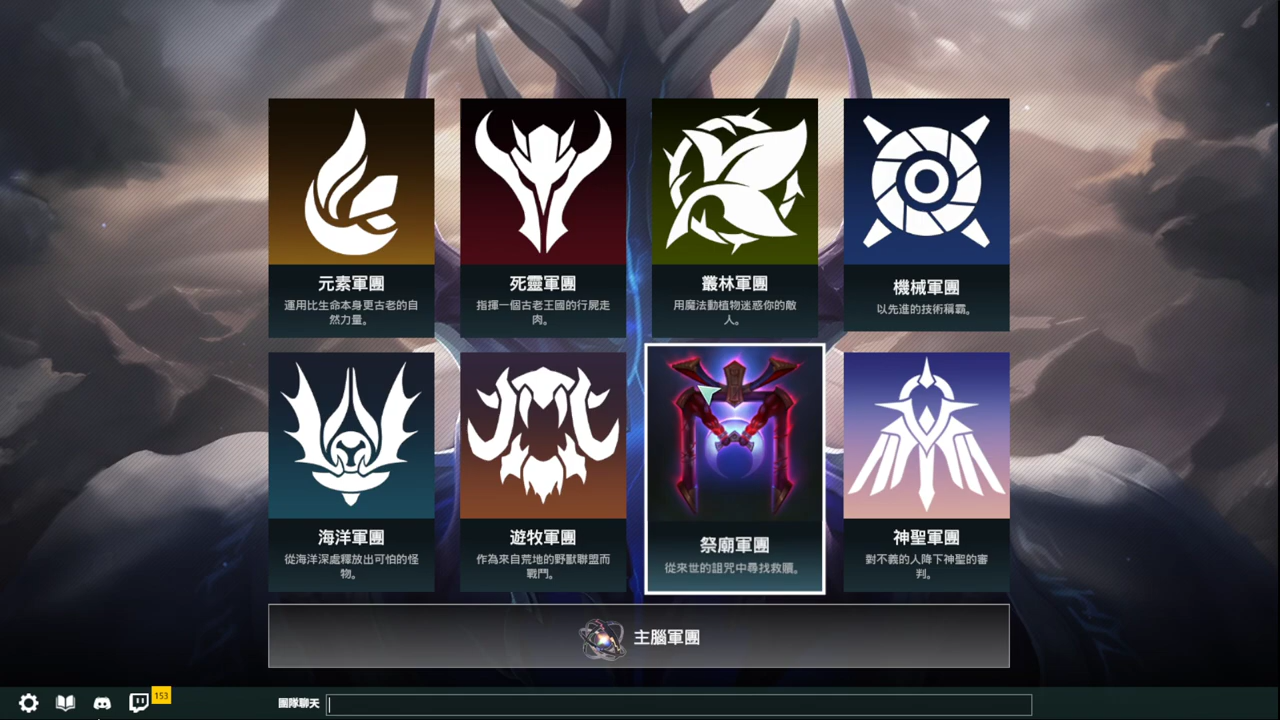 元素軍團
運用比生命本身更古老的自
然力量。
死靈軍團
指揮一個古老王國的行屍走
肉。
叢林軍團
用魔法動植物迷惑你的敵
人。
機械軍團
以先進的技術稱霸。
海洋軍團
從海洋深處釋放出可怕的怪
物。
遊牧軍團
作為來自荒地的野獸聯盟而
戰鬥。
祭廟軍團
從來世的詛咒中尋找救贖。
神聖軍團
對不義的人降下神聖的審
判。
主腦軍團
153
團隊聊天